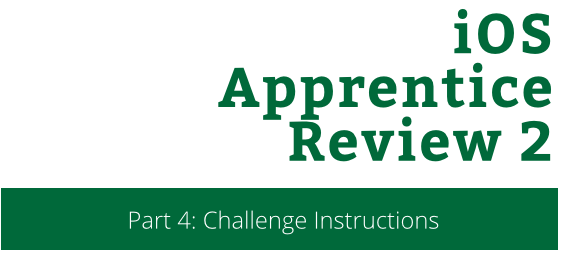 iOS
Apprentice
Review 2
Part 4: Challenge Instructions